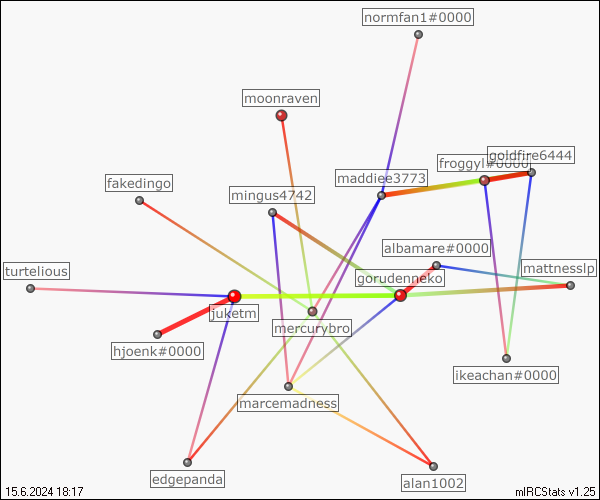 normfan1#0000
moonraven
goldfire6444
froggyl#0000
maddiee3773
fakedingo
mingus4742
albamare#0000
turtelious
gorudenneko
mattnesslp
juketm
mercurybro
hjoenk#0000
ikeachan#0000
marcemadness
edgepanda
alan1002
15.6.2024 18:17
mIRCStats v1.25